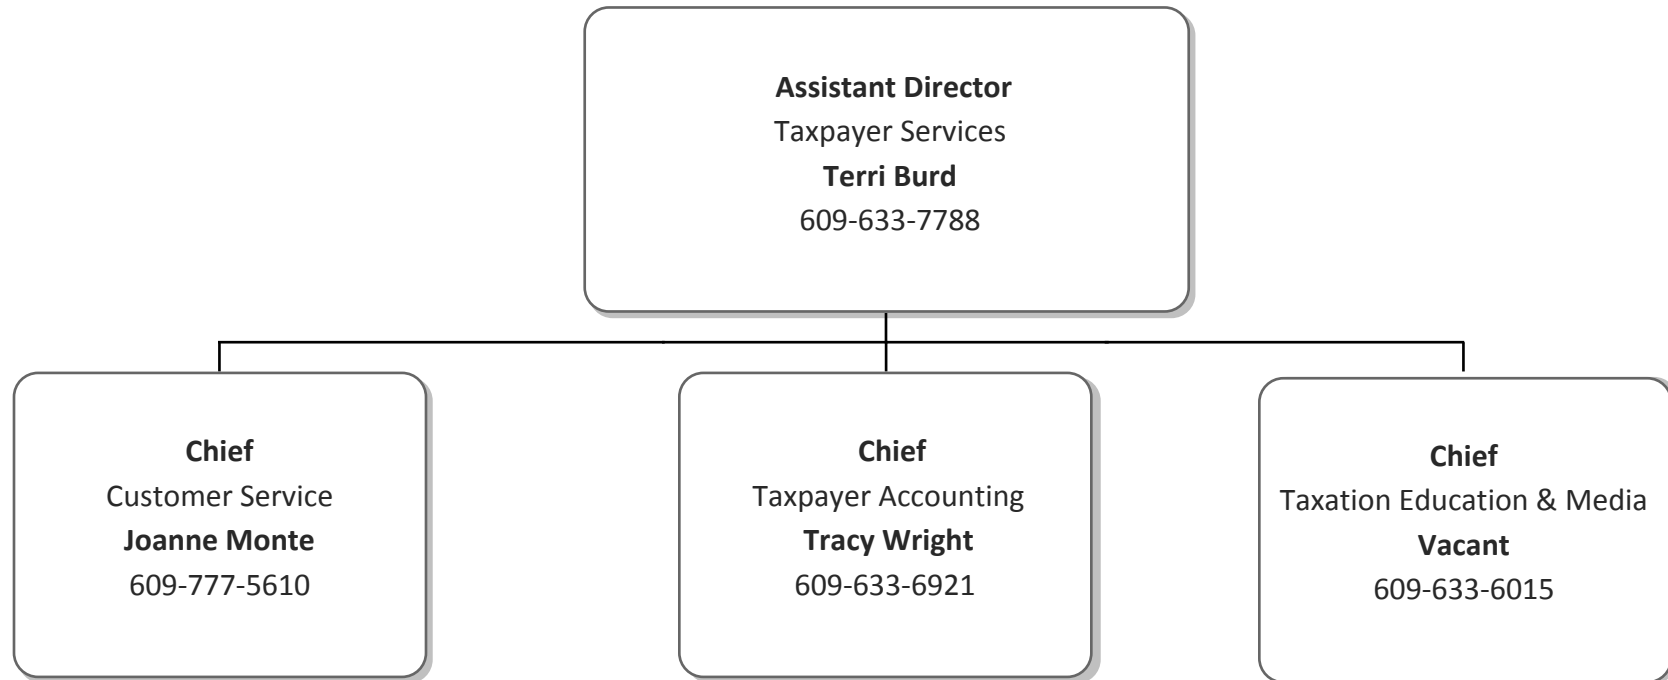 Assistant Director
Taxpayer Services
Terri Burd
609-633-7788
Chief
Customer Service
Joanne Monte
609-777-5610
Chief
Taxpayer Accounting
Tracy Wright
609-633-6921
Chief
Taxation Education & Media
Vacant
609-633-6015